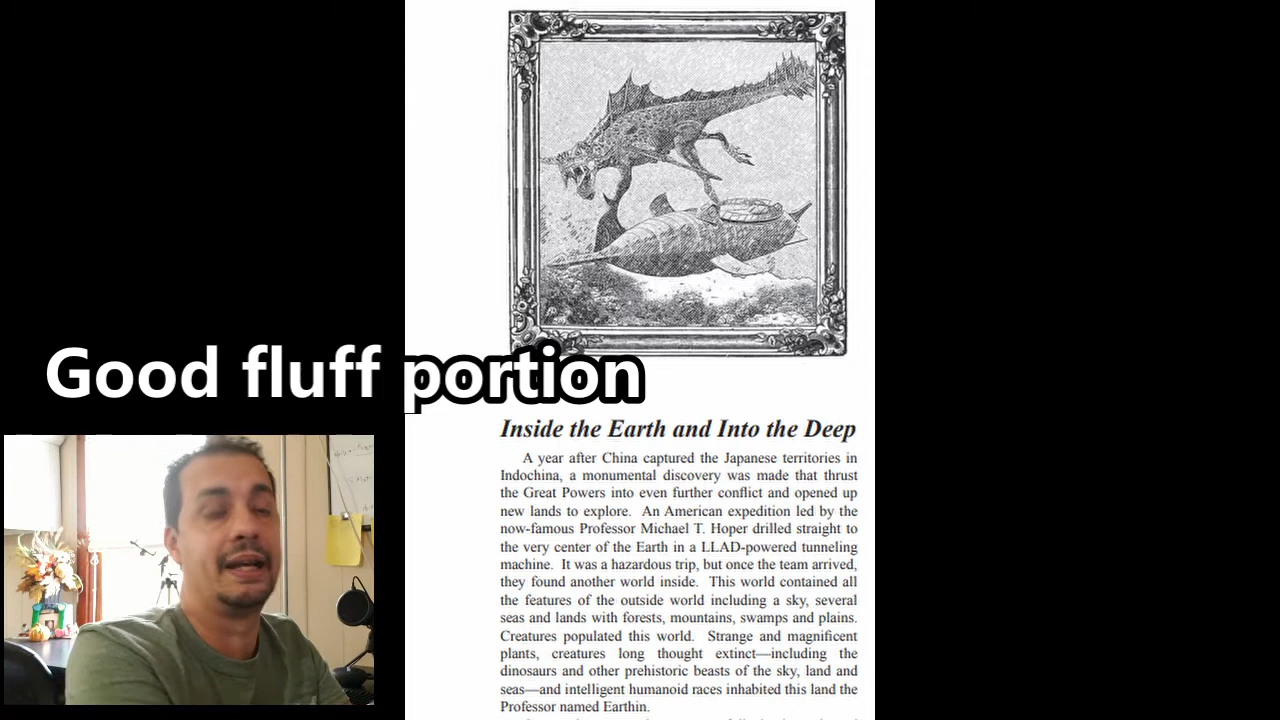 Good fluff portion
Inside the Earth and Into the Deep
A year after China captured the Japanese territories in
Indochina, a monumental discovery was made that thrust
the Great Powers into even further conflict and opened up
new lands to explore. An American expedition led by the
now-famous Professor Michael T. Hoper drilled straight to
the very center of the Earth in a LLAD-powered tunneling
machine. It was a hazardous trip, but once the team arrived,
they found another world inside. This world contained all
the features of the outside world including a sky, several
seas and lands with forests, mountains, swamps and plains.
Creatures populated this world. Strange and magnificent
plants, creatures long thought extinct—including the
dinosaurs and other prehistoric beasts of the sky, land and
seas—and intelligent humanoid races inhabited this land the
Professor named Earthin.